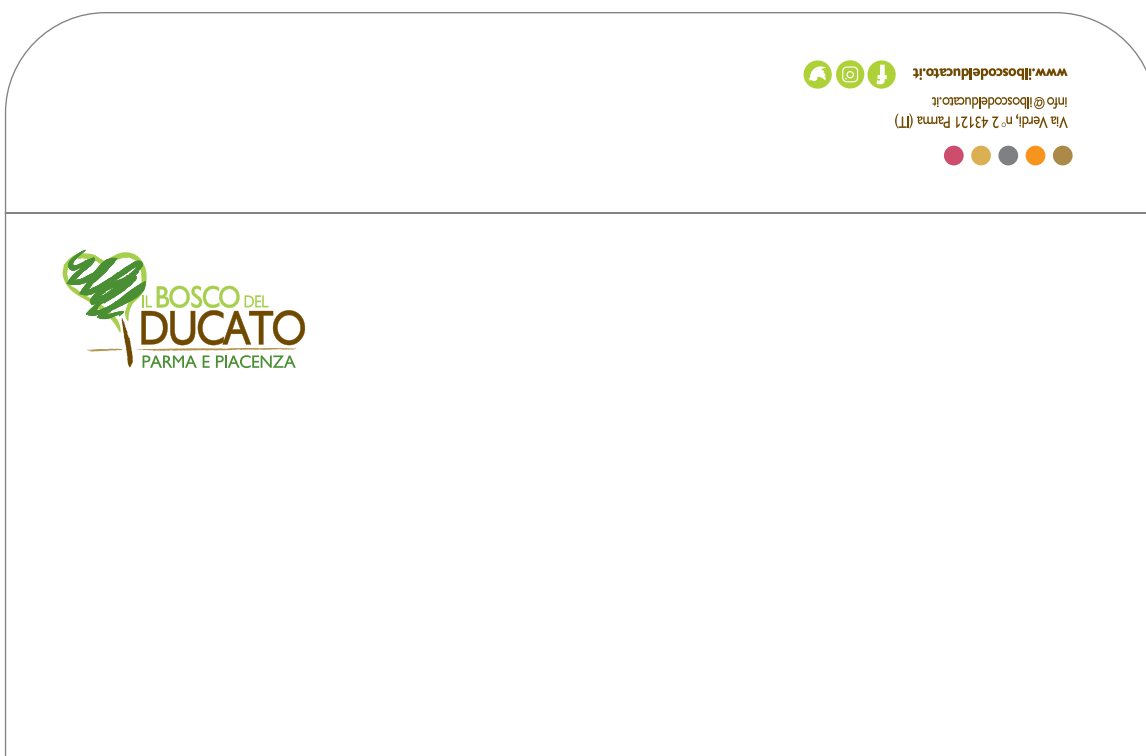 Via Verdi, n° 2 43121 Parma (IT)
info@ilboscodelducato.it
www.ilboscodelducato.it
IL BOSCO DEL
DUCATO
PARMA E PIACENZA